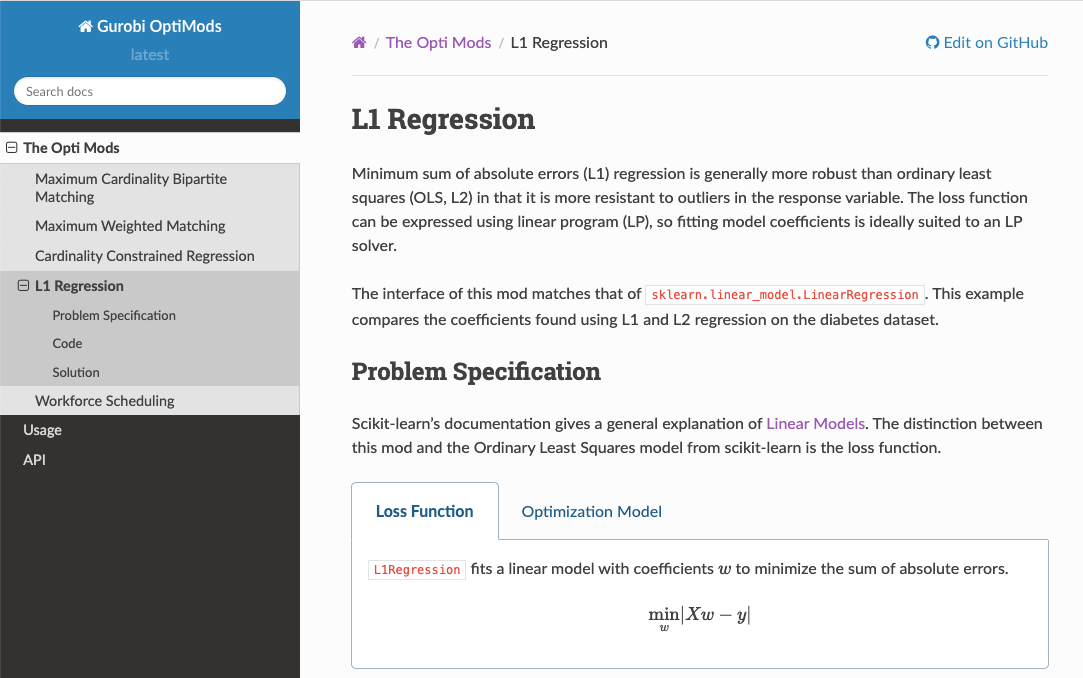 Gurobi OptiMods
latest
Search docs
The Opti Mods
Maximum Cardinality Bipartite
Matching
Maximum Weighted Matching
Cardinality Constrained Regression
L1 Regression
Problem Specification
Code
Solution
Workforce Scheduling
Usage
API
/ The Opti Mods / L1 Regression
Edit on GitHub
L1 Regression
Minimum sum of absolute errors (L1) regression is generally more robust than ordinary least
squares (OLS, L2) in that it is more resistant to outliers in the response variable. The loss function
can be expressed using linear program (LP), so fitting model coefficients is ideally suited to an LP
solver.
The interface of this mod matches that of sklearn.linear_model.LinearRegression. This example
compares the coefficients found using L1 and L2 regression on the diabetes dataset.
Problem Specification
Scikit-learn’s documentation gives a general explanation of Linear Models. The distinction between
this mod and the Ordinary Least Squares model from scikit-learn is the loss function.
Loss Function
Optimization Model
L1Regression fits a linear model with coefficients w to minimize the sum of absolute errors.
min|Xw − y|
w